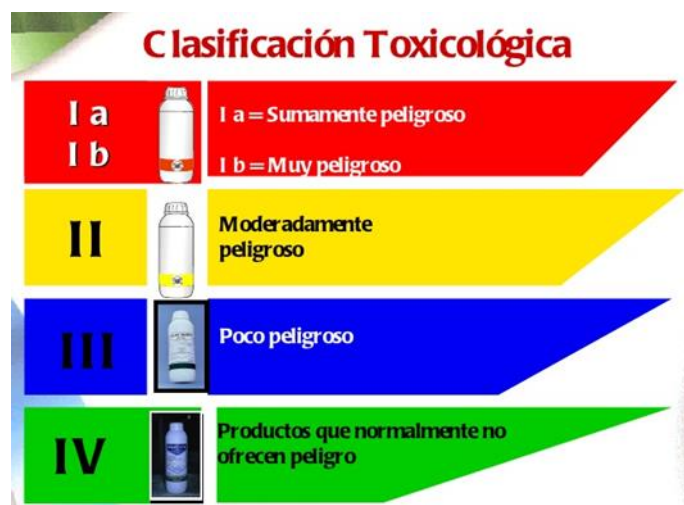 Clasificación Toxicológica
I a
I b
I a = Sumamente peligroso
I b = Muy peligroso
II
Moderadamente
peligroso
III
Poco peligroso
IV
Productos que normalmente no
ofrecen peligro